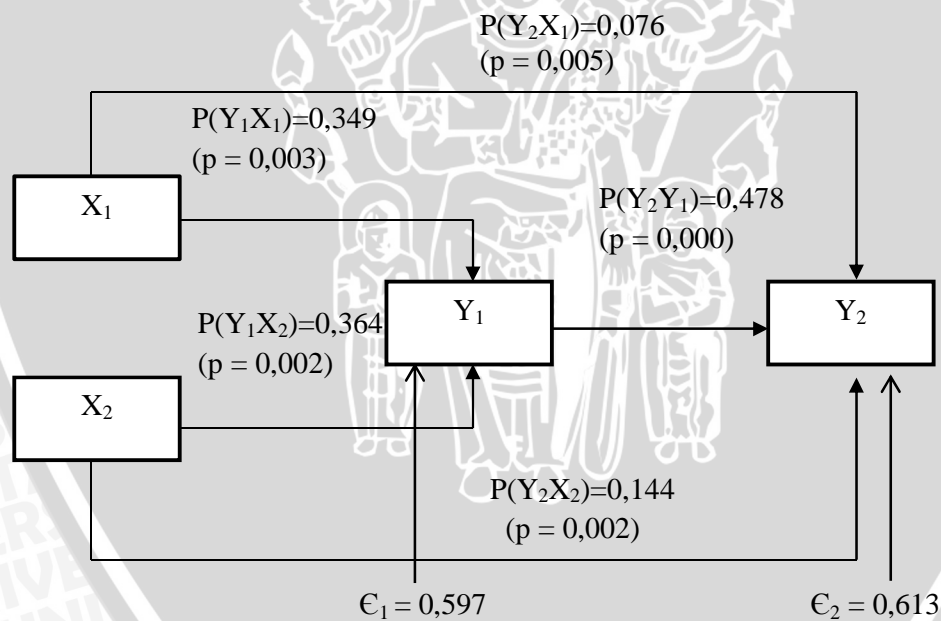 P(Y₂X₁)=0,076
(p = 0,005)
P(Y₁X₁)=0,349
(p = 0,003)
X₁
P(Y₂Y₁)=0,478
(p = 0,000)
Y₁
Y₂
P(Y₁X₂)=0,364
(p = 0,002)
X₂
P(Y₂X₂)=0,144
(p = 0,002)
Є₁ = 0,597
Є₂ = 0,613